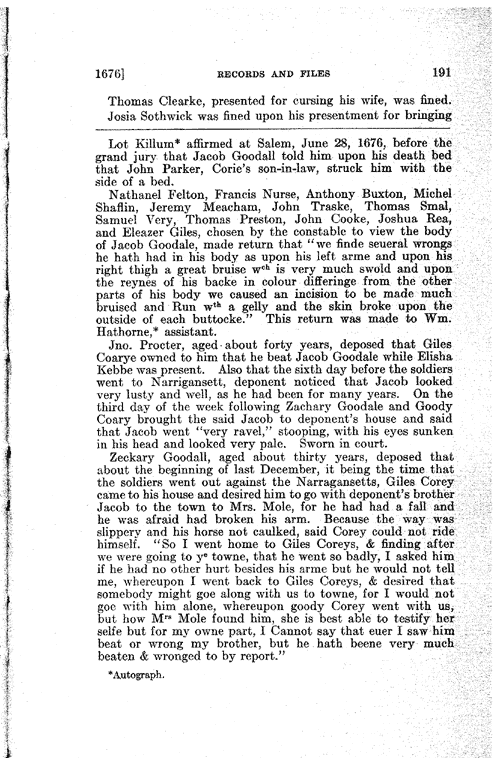 1676]	RECORDS AND FILES	191
Thomas Clearke, presented for cursing his wife, was fined.
Josia Sothwick was fined upon his presentment for bringing
Lot Killum* affirmed at Salem, June 28, 1676, before the
grand jury that Jacob Goodall told him upon his death bed
that John Parker, Corie's son-in-law, struck him with the
side of a bed.
Nathanel Felton, Francis Nurse, Anthony Buxton, Michel
Shaflin, Jeremy Meacham, John Traske, Thomas Smal,
Samuel Very, Thomas Preston, John Cooke, Joshua Rea,
and Eleazer Giles, chosen by the constable to view the body
of Jacob Goodale, made return that "we finde seueral wrongs
he hath had in his body as upon his left arme and upon his
right thigh a great bruise wᶜʰ is very much swold and upon
the reynes of his backe in colour differinge from the other
parts of his body we caused an incision to be made much
bruised and Run wᵗʰ a gelly and the skin broke upon the
outside of each buttocke." This return was made to Wm.
Hathorne,* assistant.
Jno. Procter, aged about forty years, deposed that Giles
Coarye owned to him that he beat Jacob Goodale while Elisha
Kebbe was present. Also that the sixth day before the soldiers
went to Narrigansett, deponent noticed that Jacob looked
very lusty and well, as he had been for many years. On the
third day of the week following Zachary Goodale and Goody
Coary brought the said Jacob to deponent's house and said
that Jacob went "very ravel," stooping, with his eyes sunken
in his head and looked very pale. Sworn in court.
Zeckary Goodall, aged about thirty years, deposed that
about the beginning of last December, it being the time that
the soldiers went out against the Narragansetts, Giles Corey
came to his house and desired him to go with deponent's brother
Jacob to the town to Mrs. Mole, for he had had a fall and
he was afraid had broken his arm. Because the way was
slippery and his horse not caulked, said Corey could not ride
himself. "So I went home to Giles Coreys, & finding after
we were going to yᵉ towne, that he went so badly, I asked him
if he had no other hurt besides his arme but he would not tell
me, whereupon I went back to Giles Coreys, & desired that
somebody might goe along with us to towne, for I would not
goe with him alone, whereupon goody Corey went with us,
but how Mʳˢ Mole found him, she is best able to testify her
selfe but for my owne part, I Cannot say that euer I saw him
beat or wrong my brother, but he hath beene very much
beaten & wronged to by report."
*Autograph.